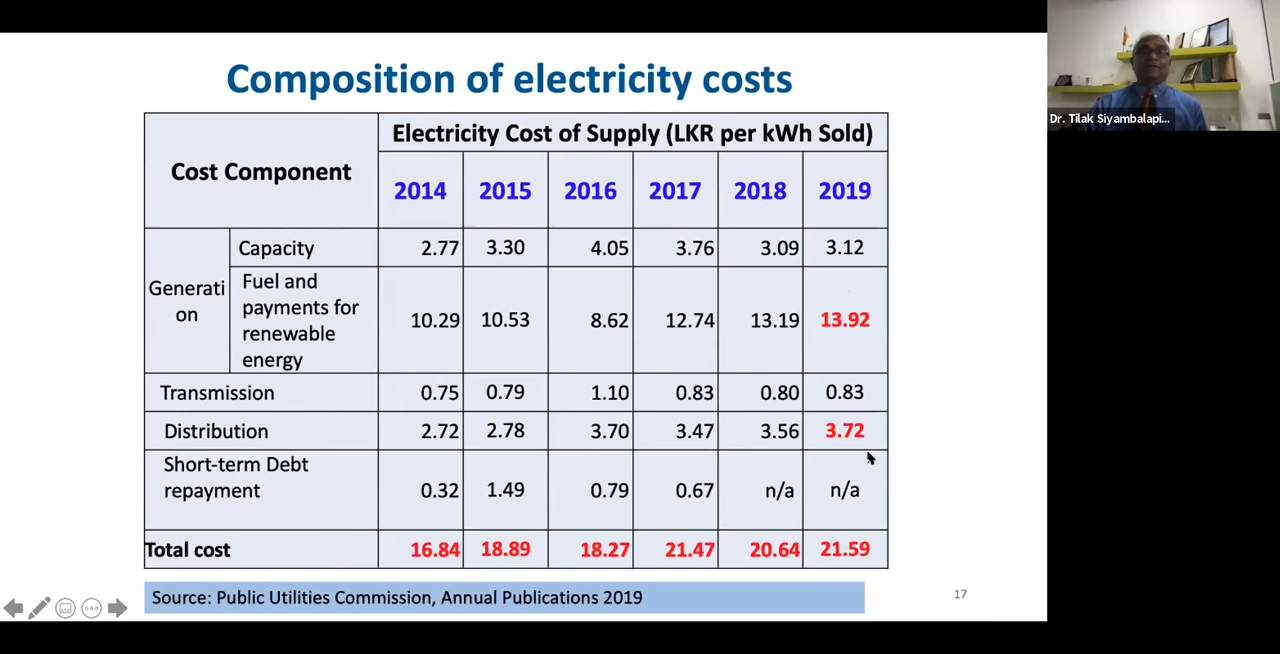 Composition of electricity costs
Cost Component
Electricity Cost of Supply (LKR per kWh Sold)
2014 2015 2016 2017 2018 2019
Generati
on
Capacity 2.77 3.30 4.05 3.76 3.09 3.12
Fuel and
payments for
renewable
energy
10.29 10.53 8.62 12.74 13.19 13.92
Transmission 0.75 0.79 1.10 0.83 0.80 0.83
Distribution 2.72 2.78 3.70 3.47 3.56 3.72
Short-term Debt
repayment
0.32 1.49 0.79 0.67 n/a n/a
Total cost 16.84 18.89 18.27 21.47 20.64 21.59
Source: Public Utilities Commission, Annual Publications 2019
17
Dr. Tilak Siyambalapi...